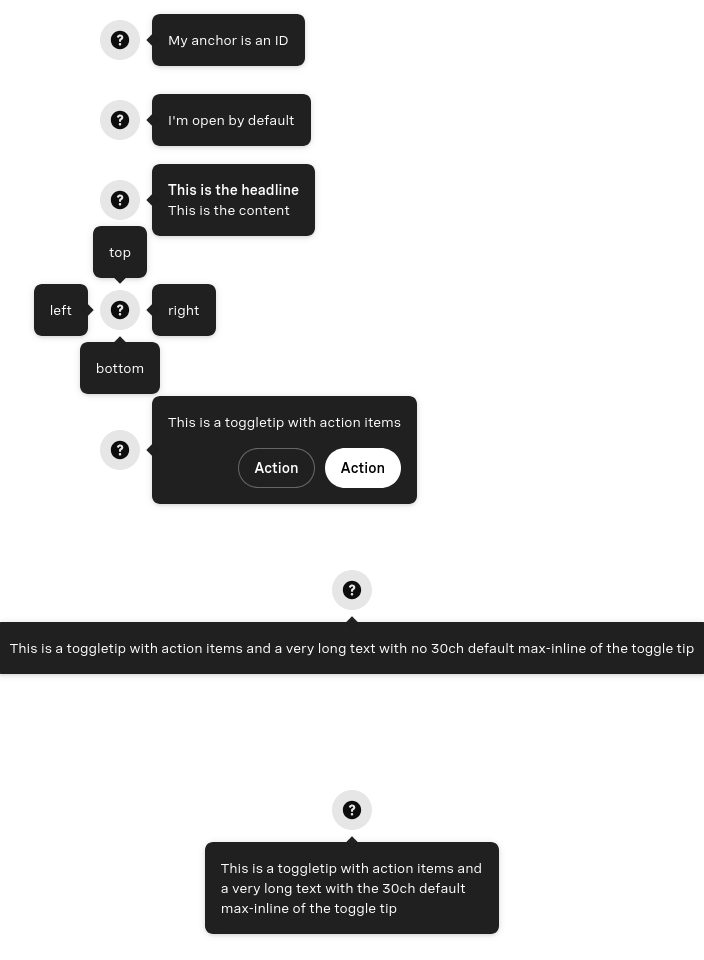 My anchor is an ID
I'm open by default
This is the headline
This is the content
top
left
right
bottom
This is a toggletip with action items
Action
Action
This is a toggletip with action items and a very long text with no 30ch default max-inline of the toggle tip
This is a toggletip with action items and
a very long text with the 30ch default
max-inline of the toggle tip